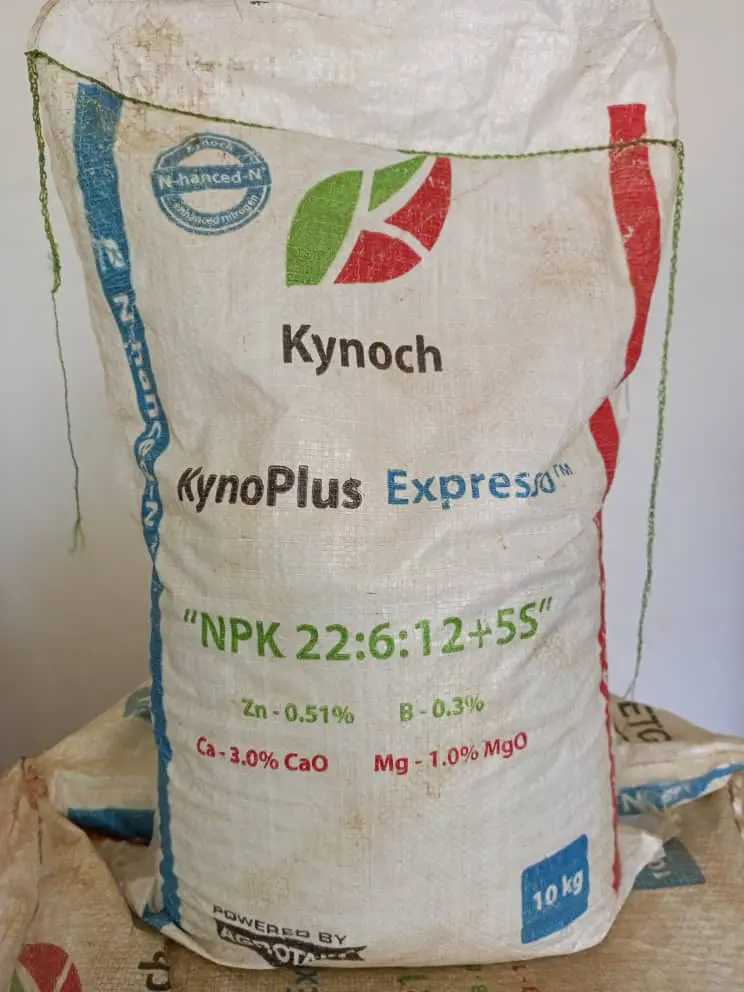 Kynoch
N-hanced-N
enhanced nitrogen
Kynoch
KynoPlus Expresso™
"NPK 22:6:12+5S"
Zn - 0.51% B - 0.3%
Ca - 3.0% CaO Mg - 1.0% MgO
10 kg
POWERED BY